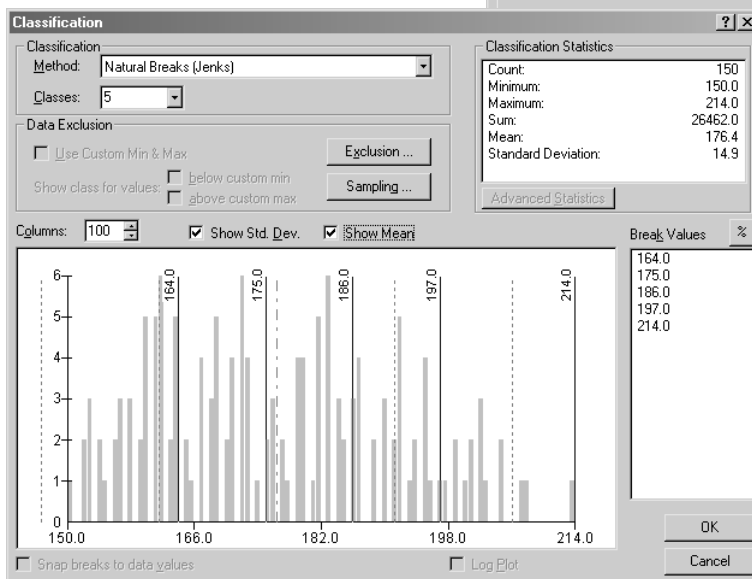 Classification
Classification
Method: Natural Breaks (Jenks)
Classes: 5
Data Exclusion
Use Custom Min & Max
Exclusion ...
Show class for values:
below custom min
above custom max
Sampling ...
Classification Statistics
Count: 150
Minimum: 150.0
Maximum: 214.0
Sum: 26462.0
Mean: 176.4
Standard Deviation: 14.9
Advanced Statistics
Columns: 100
Show Std. Dev.
Show Mean
Break Values
%
164.0
175.0
186.0
197.0
214.0
164.0 175.0 186.0 197.0 214.0
6
5
4
3
2
1
0
150.0 166.0 182.0 198.0 214.0
Snap breaks to data values
Log Plot
OK
Cancel